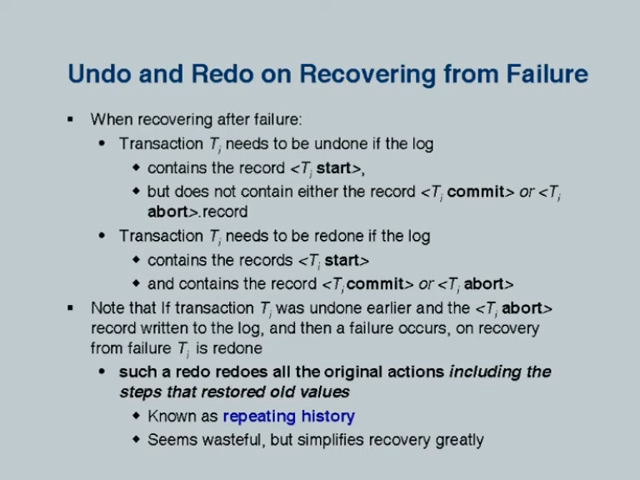 Undo and Redo on Recovering from Failure
▪ When recovering after failure:
• Transaction Ti needs to be undone if the log
◆ contains the record <Ti start>,
◆ but does not contain either the record <Ti commit> or <Ti
abort>.record
• Transaction Ti needs to be redone if the log
◆ contains the records <Ti start>
◆ and contains the record <Ti commit> or <Ti abort>
▪ Note that If transaction Ti was undone earlier and the <Ti abort>
record written to the log, and then a failure occurs, on recovery
from failure Ti is redone
• such a redo redoes all the original actions including the
steps that restored old values
◆ Known as repeating history
◆ Seems wasteful, but simplifies recovery greatly